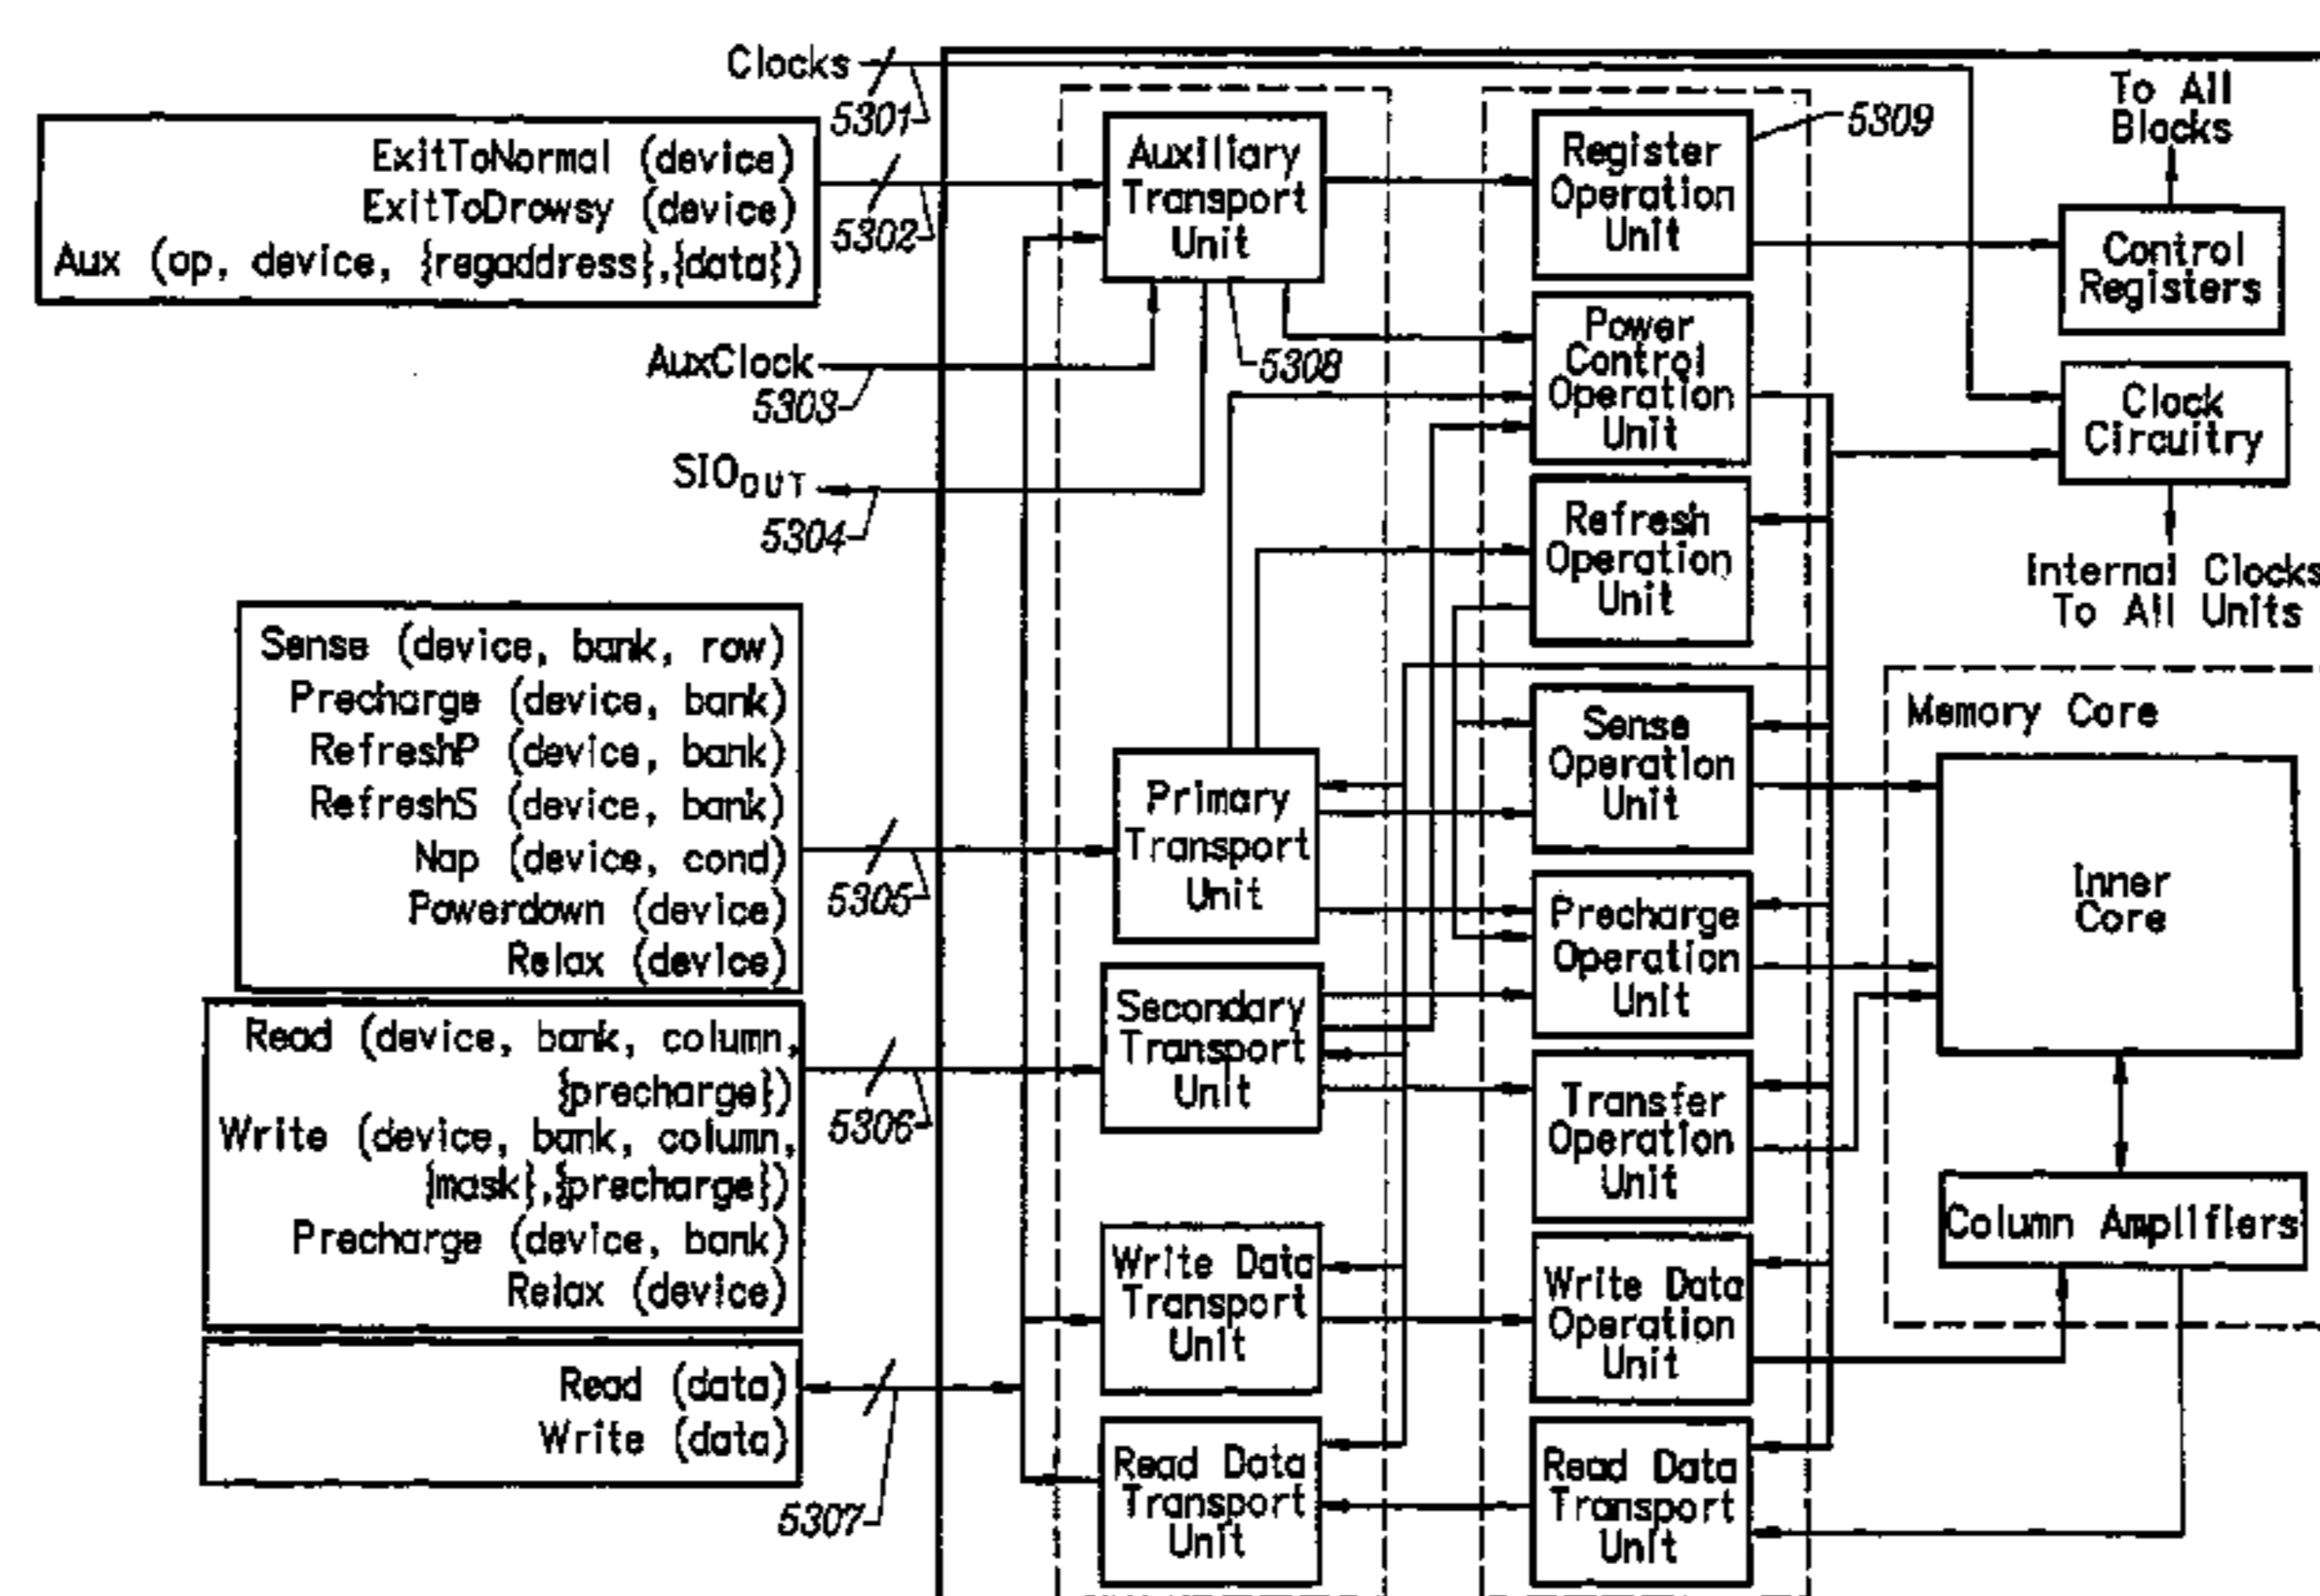 Clocks
5301
ExitToNormal (device)
ExitToDrowsy (device)
Aux (op, device, {regaddress},{data})
5302
AuxClock
5303
SIOOUT
5304
Sense (device, bank, row)
Precharge (device, bank)
RefreshP (device, bank)
RefreshS (device, bank)
Nap (device, cond)
Powerdown (device)
Relax (device)
5305
Read (device, bank, column,
{precharge})
Write (device, bank, column,
{mask},{precharge})
Precharge (device, bank)
Relax (device)
5306
Read (data)
Write (data)
5307
Auxiliary
Transport
Unit
5308
Primary
Transport
Unit
Secondary
Transport
Unit
Write Data
Transport
Unit
Read Data
Transport
Unit
Register
Operation
Unit
5309
Power
Control
Operation
Unit
Refresh
Operation
Unit
Sense
Operation
Unit
Precharge
Operation
Unit
Transfer
Operation
Unit
Write Data
Operation
Unit
Read Data
Transport
Unit
To All
Blocks
Control
Registers
Clock
Circuitry
Internal Clocks
To All Units
Memory Core
Inner
Core
Column Amplifiers